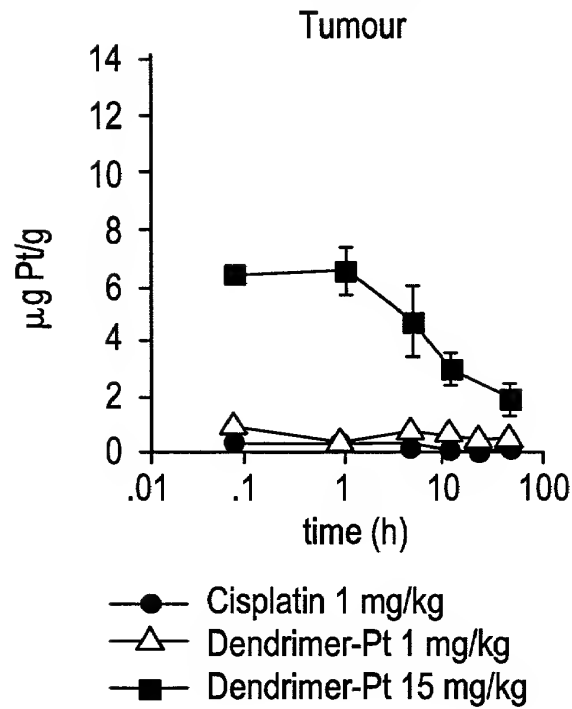 Tumour
14
12
10
8
6
4
2
0
µg Pt/g
.01 .1 1 10 100
time (h)
Cisplatin 1 mg/kg
Dendrimer-Pt 1 mg/kg
Dendrimer-Pt 15 mg/kg